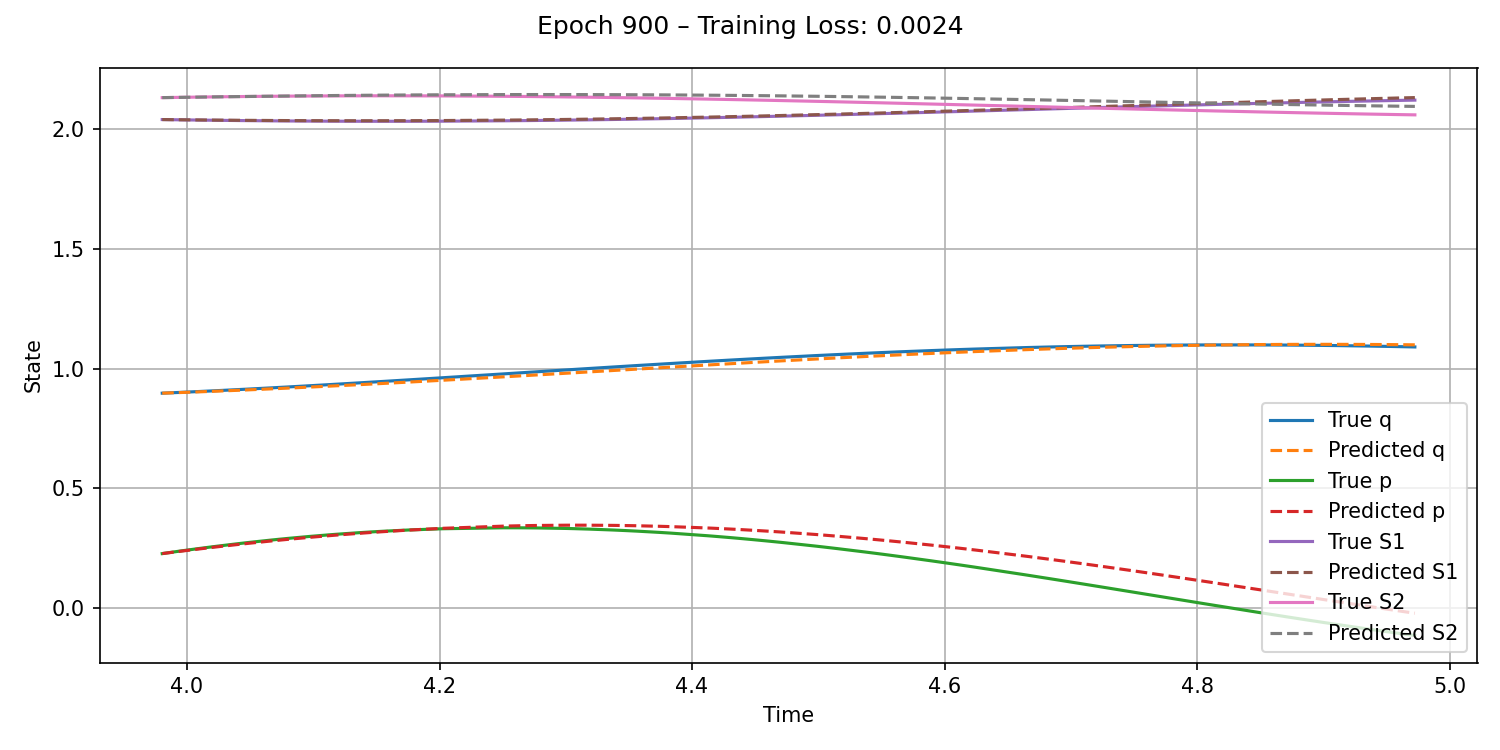 Epoch 900 – Training Loss: 0.0024
State
2.0
1.5
1.0
0.5
0.0
True q
Predicted q
True p
Predicted p
True S1
Predicted S1
True S2
Predicted S2
4.0 4.2 4.4 4.6 4.8 5.0
Time